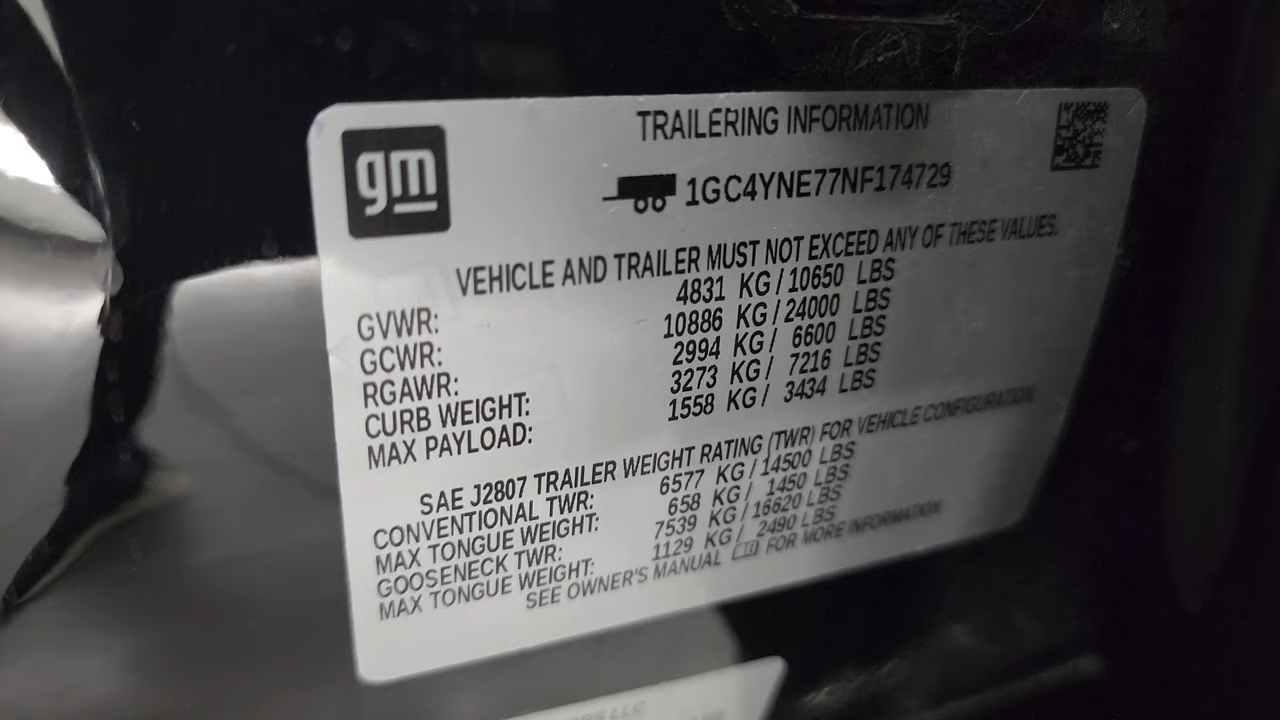 gm
TRAILERING INFORMATION
1GC4YNE77NF174729
VEHICLE AND TRAILER MUST NOT EXCEED ANY OF THESE VALUES.
GVWR: 4831 KG/10650 LBS
GCWR: 10886 KG/24000 LBS
RGAWR: 2994 KG/ 6600 LBS
CURB WEIGHT: 3273 KG/ 7216 LBS
MAX PAYLOAD: 1558 KG/ 3434 LBS
SAE J2807 TRAILER WEIGHT RATING (TWR) FOR VEHICLE CONFIGURATION.
CONVENTIONAL TWR: 6577 KG/14500 LBS
MAX TONGUE WEIGHT: 658 KG/ 1450 LBS
GOOSENECK TWR: 7539 KG/16620 LBS
MAX TONGUE WEIGHT: 1129 KG/ 2490 LBS
SEE OWNER'S MANUAL FOR MORE INFORMATION
LLC